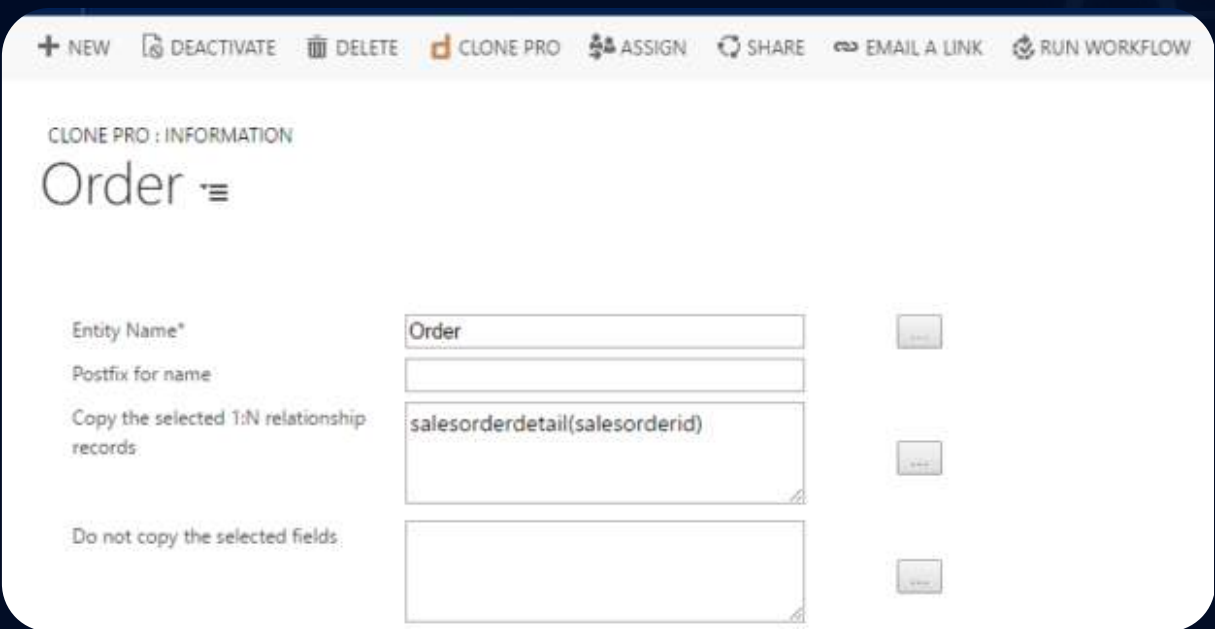 NEW DEACTIVATE DELETE CLONE PRO ASSIGN SHARE EMAIL A LINK RUN WORKFLOW
CLONE PRO : INFORMATION
Order
Entity Name* Order ...
Postfix for name
Copy the selected 1:N relationship salesorderdetail(salesorderid)
records ...
Do not copy the selected fields
...